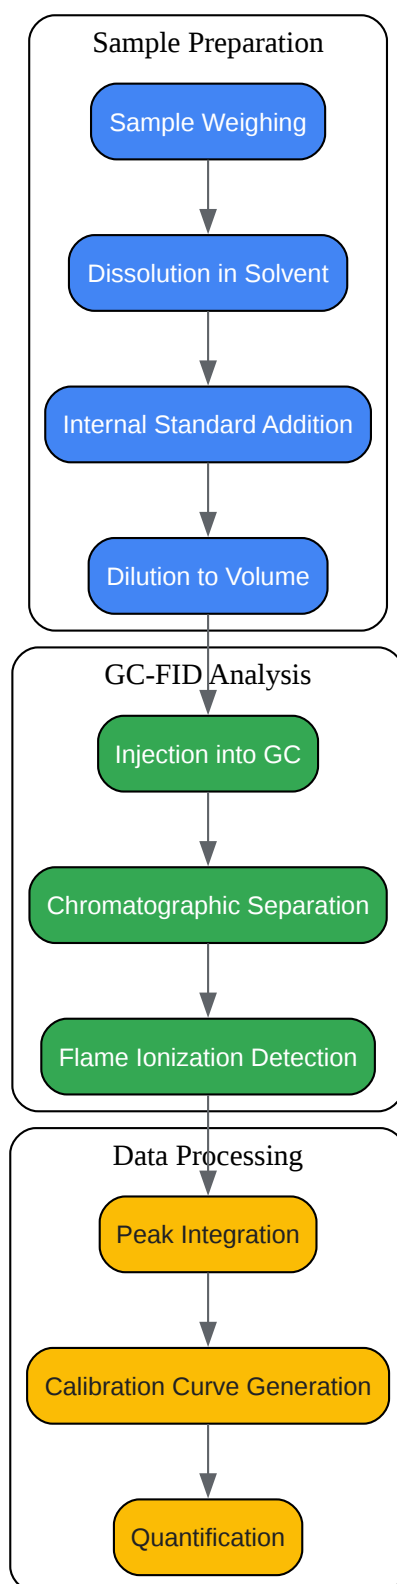 Sample Preparation
Sample Weighing
Dissolution in Solvent
Internal Standard Addition
Dilution to Volume
GC-FID Analysis
Injection into GC
Chromatographic Separation
Flame Ionization Detection
Data Processing
Peak Integration
Calibration Curve Generation
Quantification